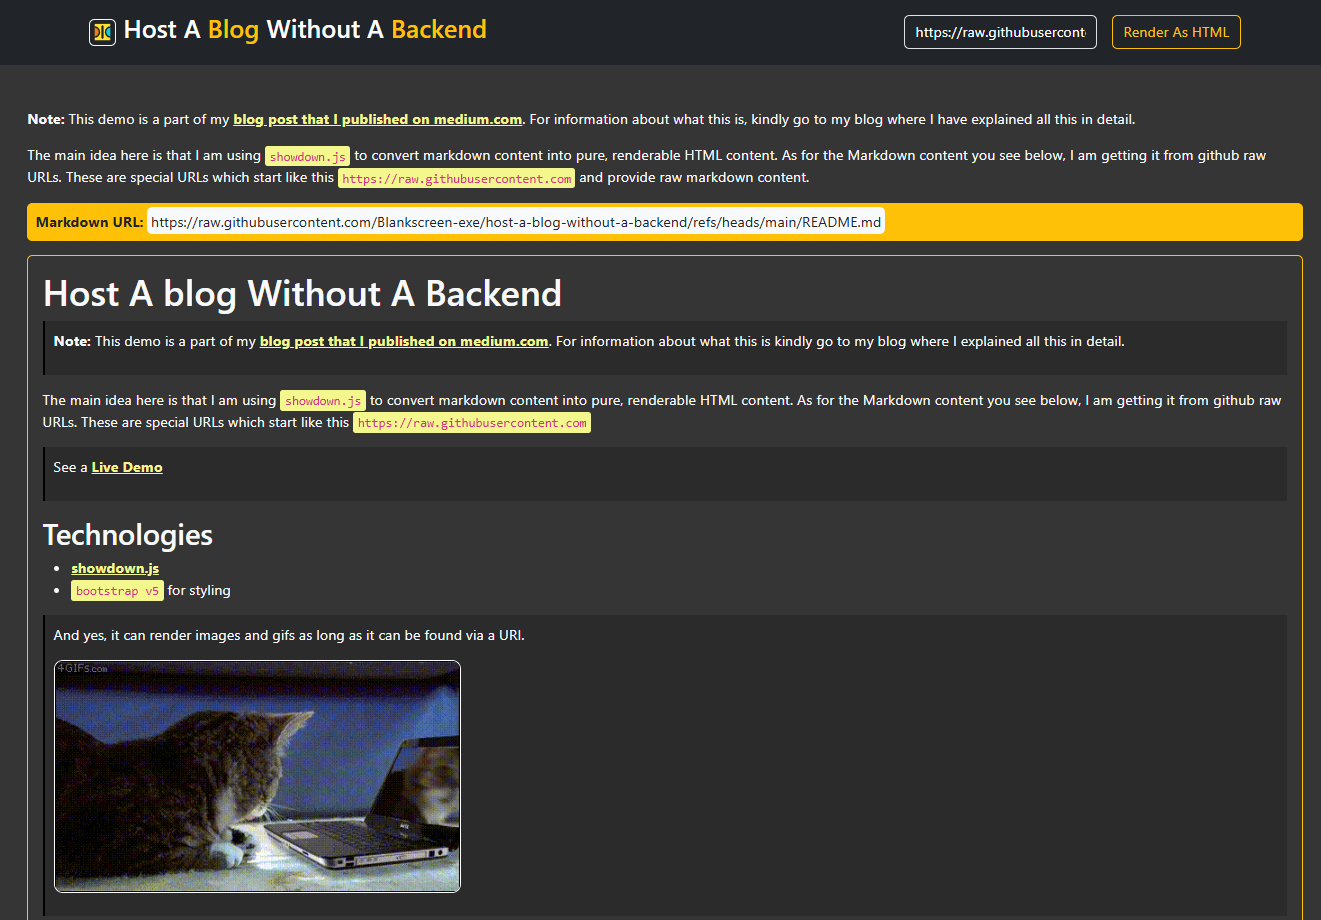 Host A Blog Without A Backend
https://raw.githubusercont
Render As HTML
Note: This demo is a part of my blog post that I published on medium.com. For information about what this is, kindly go to my blog where I have explained all this in detail.
The main idea here is that I am using showdown.js to convert markdown content into pure, renderable HTML content. As for the Markdown content you see below, I am getting it from github raw
URLs. These are special URLs which start like this https://raw.githubusercontent.com and provide raw markdown content.
Markdown URL: https://raw.githubusercontent.com/Blankscreen-exe/host-a-blog-without-a-backend/refs/heads/main/README.md
Host A blog Without A Backend
Note: This demo is a part of my blog post that I published on medium.com. For information about what this is kindly go to my blog where I explained all this in detail.
The main idea here is that I am using showdown.js to convert markdown content into pure, renderable HTML content. As for the Markdown content you see below, I am getting it from github raw
URLs. These are special URLs which start like this https://raw.githubusercontent.com
See a Live Demo
Technologies
• showdown.js
• bootstrap v5 for styling
And yes, it can render images and gifs as long as it can be found via a URI.
4GIFs.com